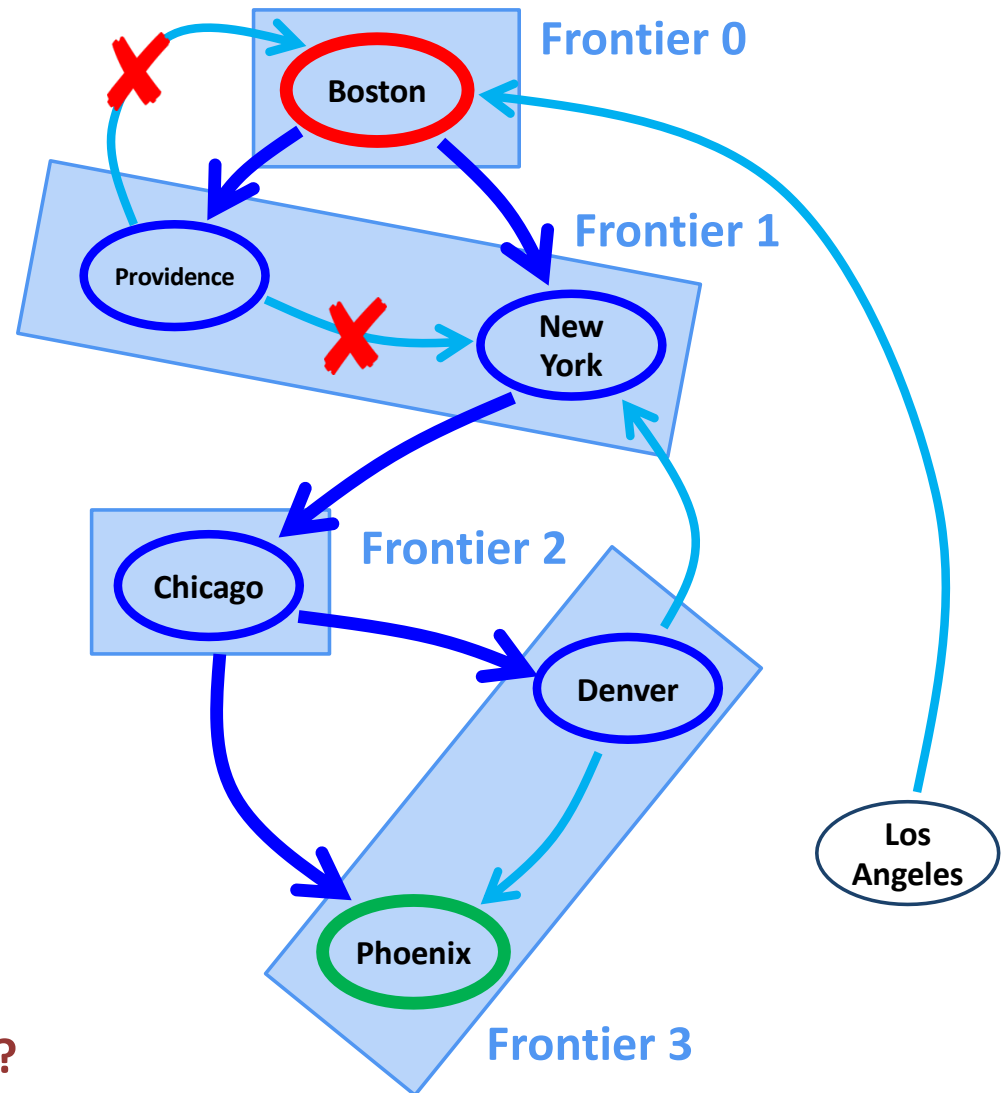 Frontier 0
Boston
Frontier 1
Providence
New
York
Frontier 2
Chicago
Denver
Los
Angeles
Phoenix
Frontier 3
?